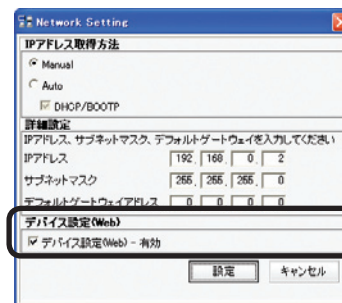 Network Setting
IPアドレス取得方法
Manual
Auto
DHCP/BOOTP
詳細設定
IPアドレス、サブネットマスク、デフォルトゲートウェイを入力してください
IPアドレス 192. 168. 0. 2
サブネットマスク 255. 255. 255. 0
デフォルトゲートウェイアドレス 0. 0. 0. 0
デバイス設定(Web)
デバイス設定(Web) - 有効
設定 キャンセル